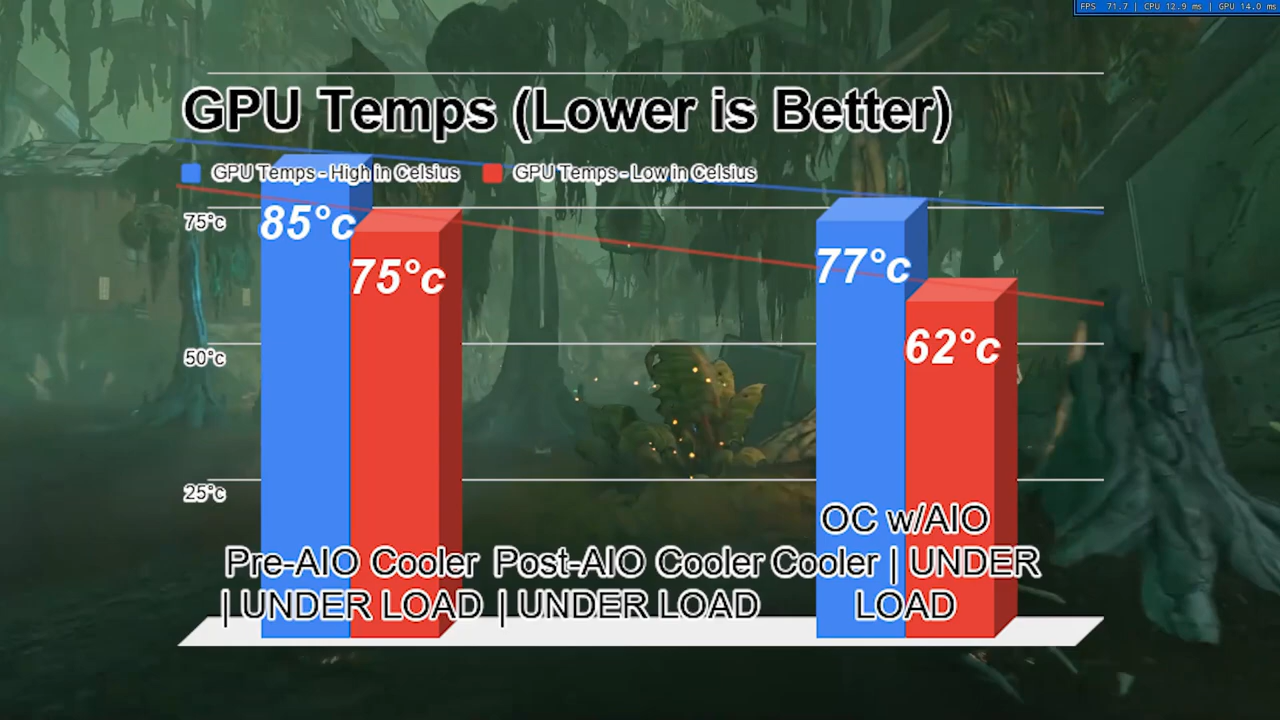 FPS 71.7 | CPU 12.9 ms | GPU 14.0 ms
GPU Temps (Lower is Better)
GPU Temps - High in Celsius
GPU Temps - Low in Celsius
75°c
85°c
75°c
77°c
62°c
50°c
25°c
Pre-AIO Cooler
| UNDER LOAD
Post-AIO Cooler
| UNDER LOAD
OC w/AIO
Cooler | UNDER
LOAD